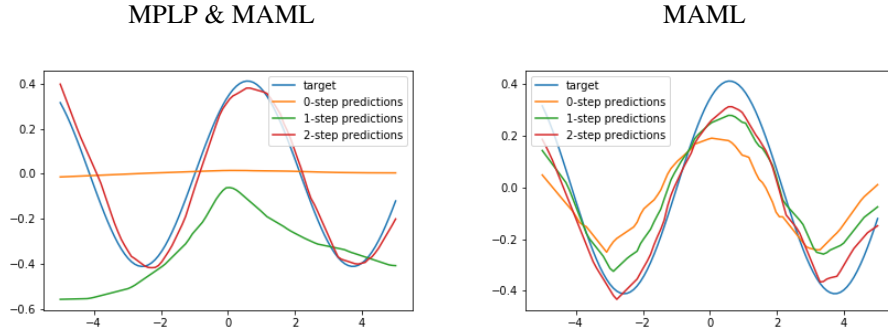 MPLP & MAML
0.4
0.2
0.0
−0.2
−0.4
−0.6
−4
−2
0
2
4
target
0-step predictions
1-step predictions
2-step predictions
MAML
0.4
0.2
0.0
−0.2
−0.4
−4
−2
0
2
4
target
0-step predictions
1-step predictions
2-step predictions